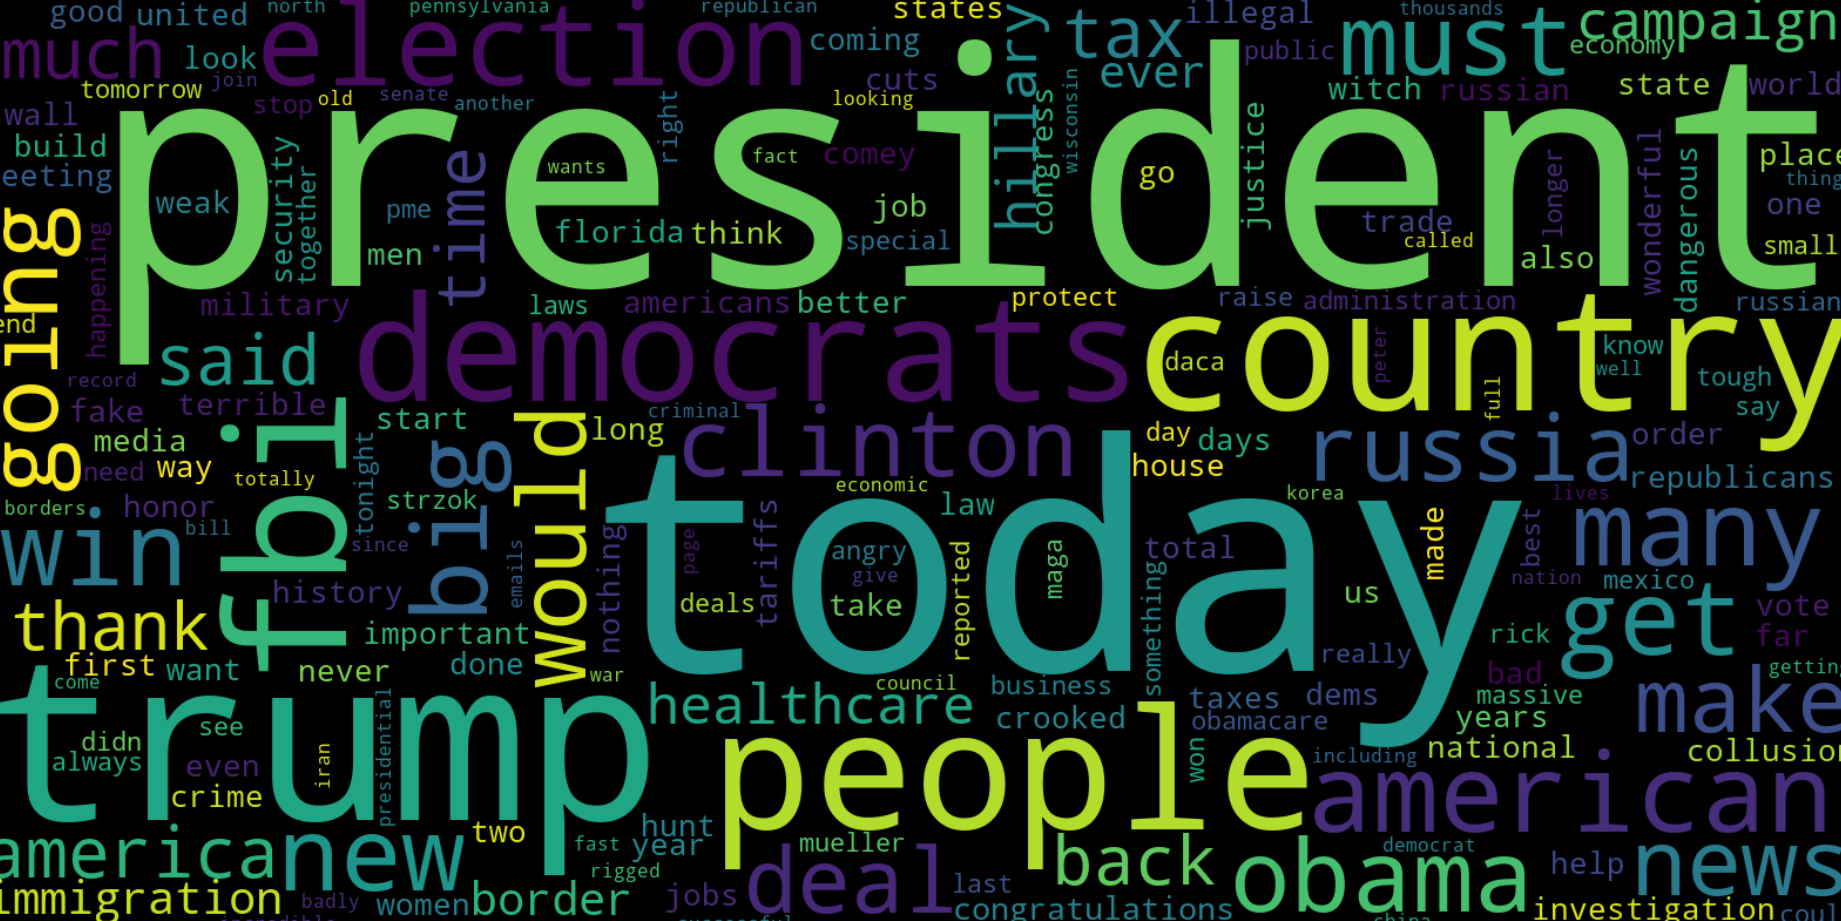 good united
north
pennsylvania
republican
states
hillary
tax
illegal
thousands
must
campaign
much
look
election
coming
ever
public
economy
tomorrow
join
stop
old
senate
another
cuts
looking
congress
wisconsin
witch
russian
state
world
wall
build
eeting
president
right
wants
fact
comey
justice
go
longer
wonderful
dangerous
place
thing
one
weak
security
together
pme
men
time
florida
think
job
special
trade
called
also
small
going
happening
military
laws
americans
better
protect
raise
administration
russian
end
said
democrats
country
daca
peter
full
know
well
tough
say
record
fake
terrible
start
criminal
media
need
way
totally
fbi
tonight
big
would
long
clinton
day
days
house
russia
order
republicans
borders
honor
bill
strzok
since
emails
economic
law
korea
lives
win
history
nothing
page
deals
tariffs
today
angry
give
take
reported
maga
total
something
us
made
best
many
nation
mexico
thank
important
get
vote
far
rick
first
want
never
done
war
really
bad
getting
come
trump
healthcare
council
business
crooked
taxes
dems
obamacare
massive
years
make
didn
see
always
even
crime
iran
presidential
people
won
including
national
collusion
american
america
new
two
hunt
fast
year
rigged
mueller
deal
back
obama
democrat
help
news
immigration
badly
women
border
jobs
last
congratulations
china
investigation
coul